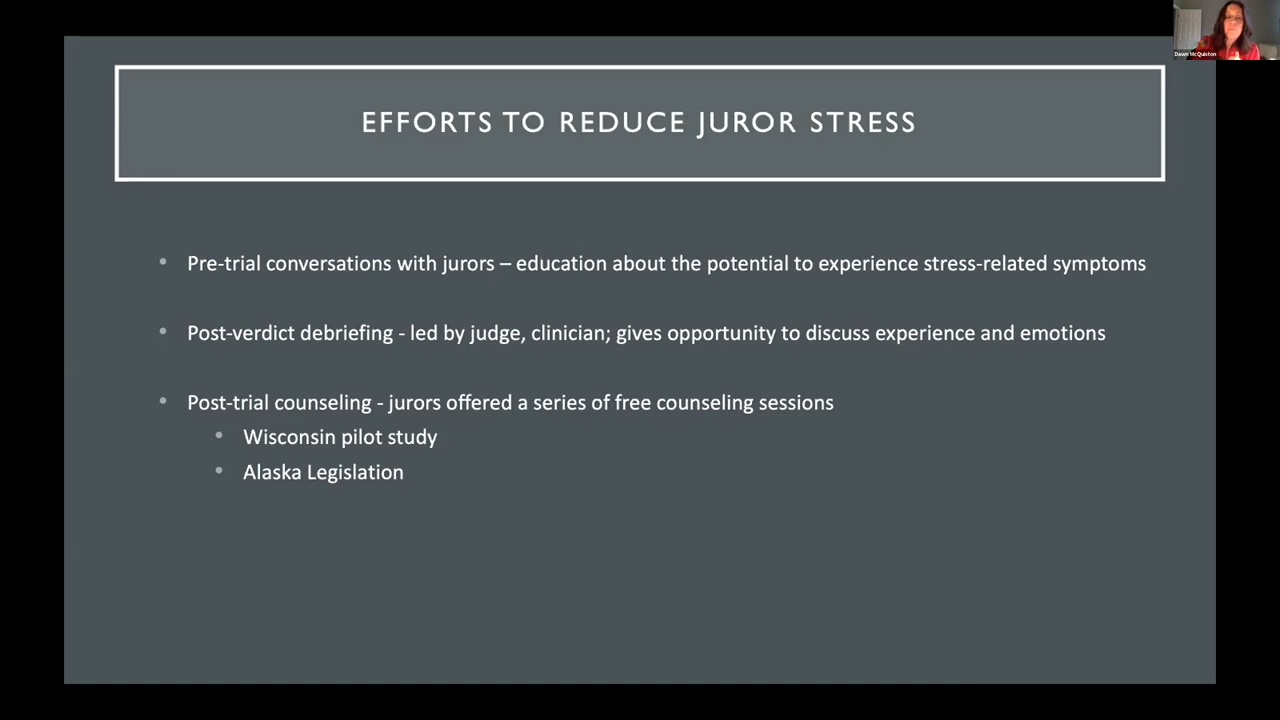 Dawn McQuiston
EFFORTS TO REDUCE JUROR STRESS
• Pre-trial conversations with jurors – education about the potential to experience stress-related symptoms
• Post-verdict debriefing - led by judge, clinician; gives opportunity to discuss experience and emotions
• Post-trial counseling - jurors offered a series of free counseling sessions
• Wisconsin pilot study
• Alaska Legislation